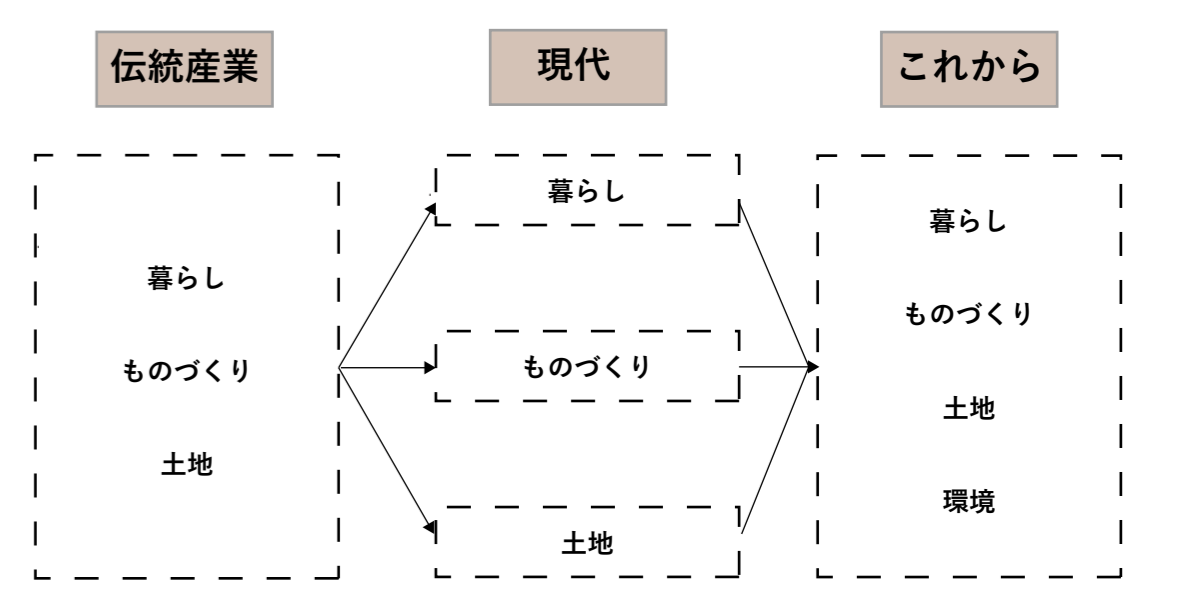 伝統産業
現代
これから
暮らし
ものづくり
土地
暮らし
ものづくり
土地
暮らし
ものづくり
土地
環境